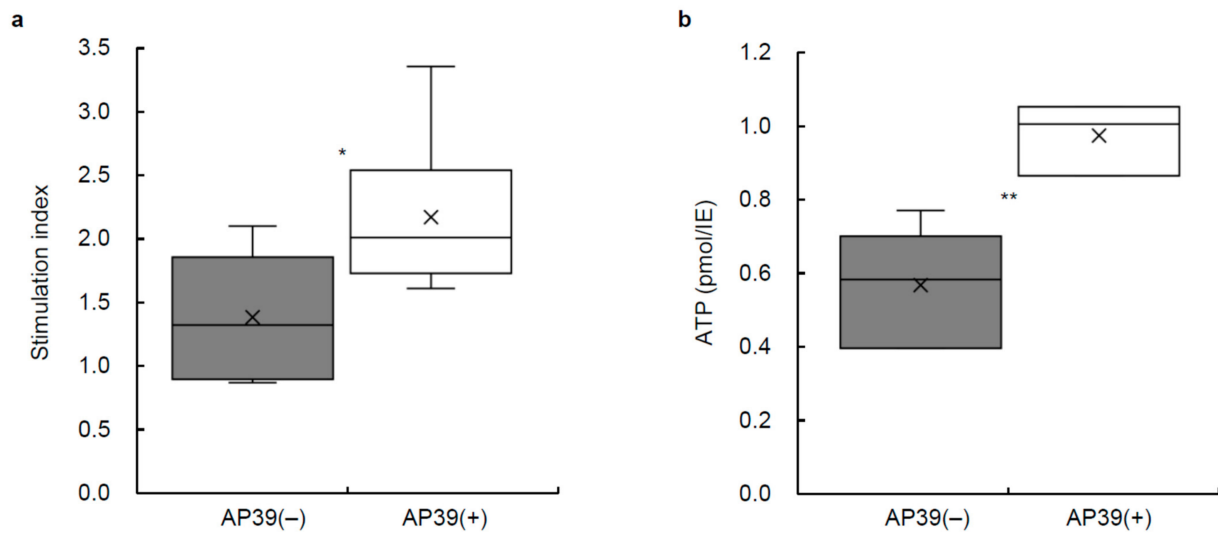 a
Stimulation index
3.5
3.0
2.5
2.0
1.5
1.0
0.5
0.0
*
AP39(–)
AP39(+)
b
ATP (pmol/IE)
1.2
1.0
0.8
0.6
0.4
0.2
0.0
**
AP39(–)
AP39(+)